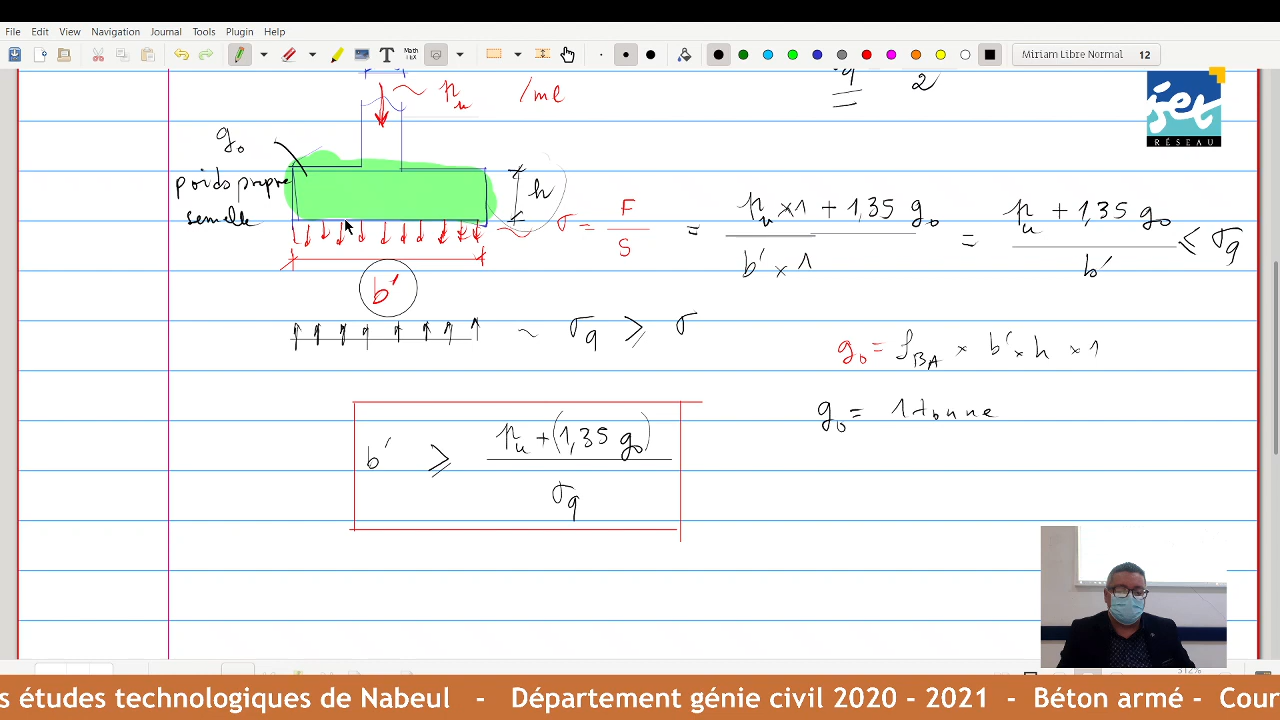 File Edit View Navigation Journal Tools Plugin Help
T Math Miriam Libre Normal 12
Pu /ml
2
iset
RÉSEAU
g₀
poids propre
semelle
h
σ = F/S = (Pu × 1 + 1,35 g₀)/(b' × 1) = (Pu + 1,35 g₀)/b' ⩽ σq
b'
~ σq ⩾ σ
g₀ = ρBA × b' × h × 1
g₀ = 1 tonne
b' ⩾ (Pu + (1,35 g₀))/σq
s études technologiques de Nabeul - Département génie civil 2020 - 2021 - Béton armé - Cour